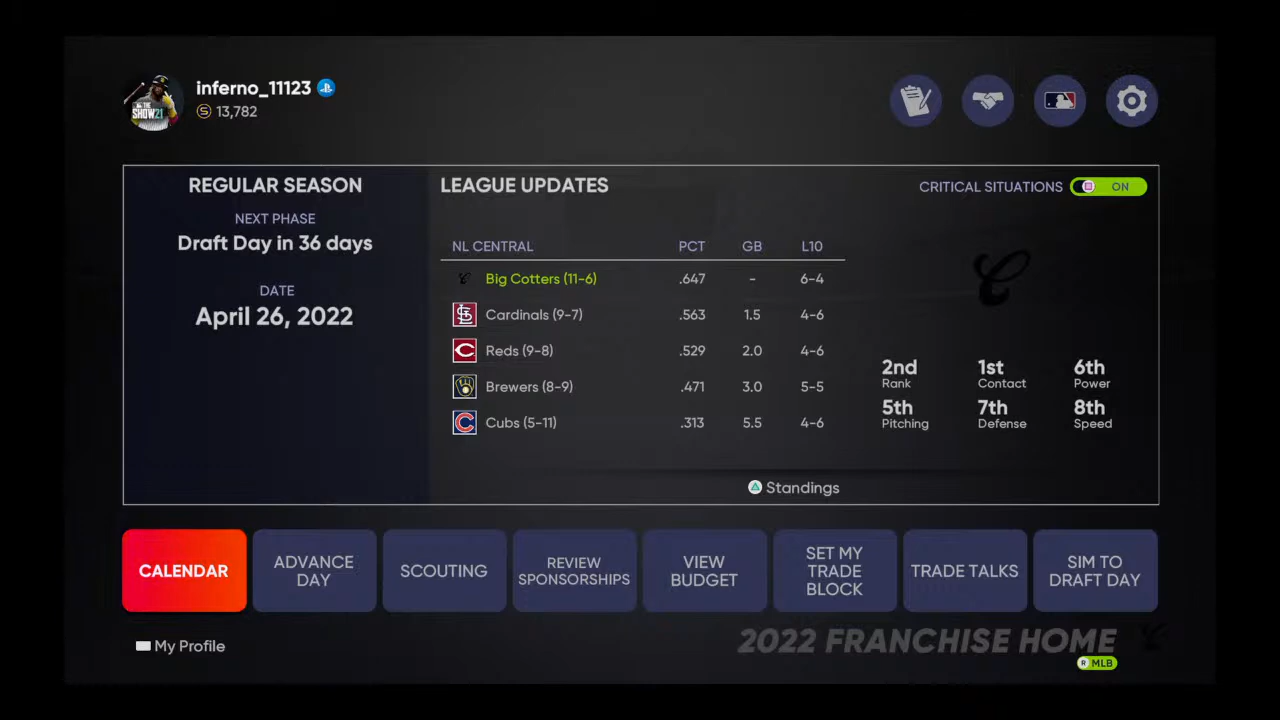 inferno_11123
13,782
THE
SHOW21
REGULAR SEASON
NEXT PHASE
Draft Day in 36 days
DATE
April 26, 2022
LEAGUE UPDATES
CRITICAL SITUATIONS ON
NL CENTRAL PCT GB L10
Big Cotters (11-6) .647 - 6-4
Cardinals (9-7) .563 1.5 4-6
Reds (9-8) .529 2.0 4-6
Brewers (8-9) .471 3.0 5-5
Cubs (5-11) .313 5.5 4-6
2nd 1st 6th
Rank Contact Power
5th 7th 8th
Pitching Defense Speed
Standings
CALENDAR
ADVANCE
DAY
SCOUTING
REVIEW
SPONSORSHIPS
VIEW
BUDGET
SET MY
TRADE
BLOCK
TRADE TALKS
SIM TO
DRAFT DAY
My Profile
2022 FRANCHISE HOME
R MLB